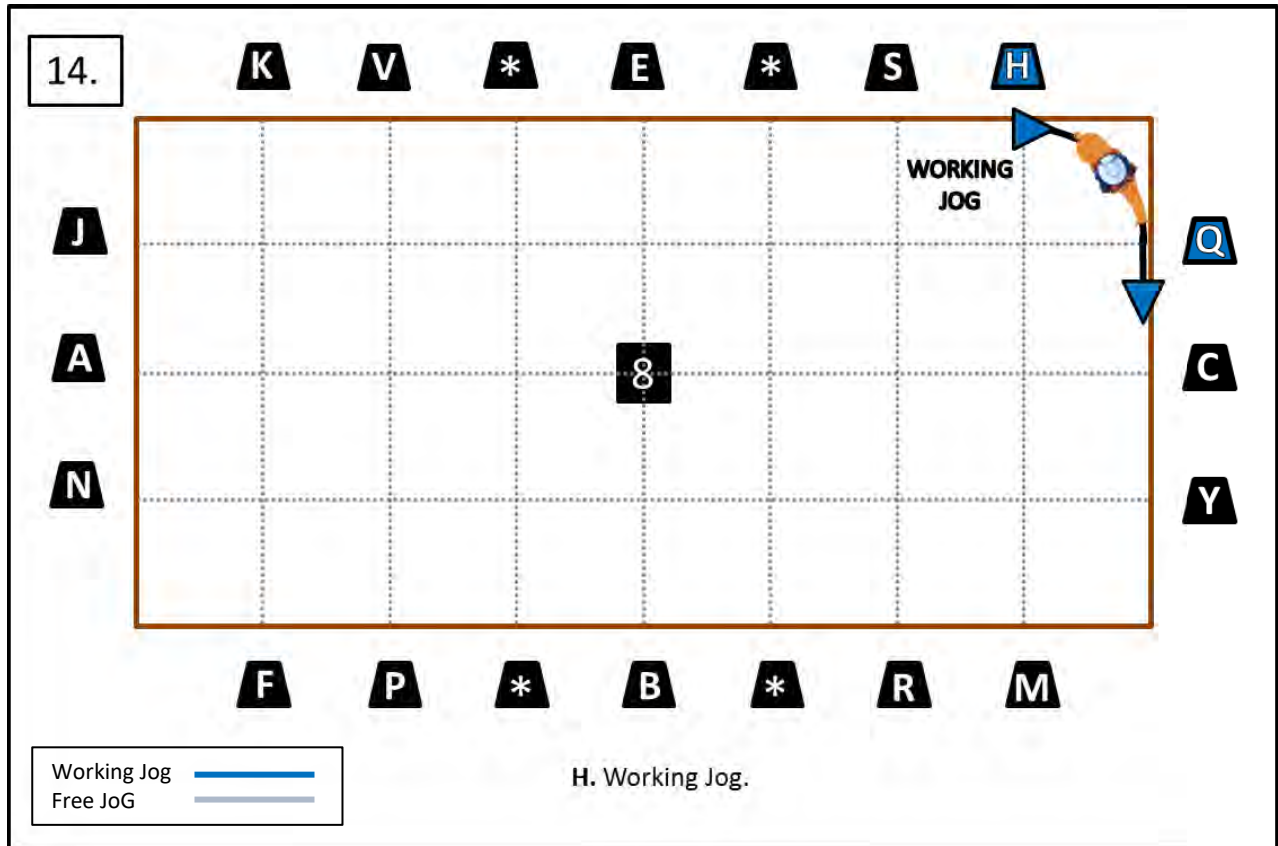 14.
K V * E * S H
WORKING
JOG
J
Q
A
8
C
N
Y
F P * B * R M
Working Jog
Free JoG
H. Working Jog.